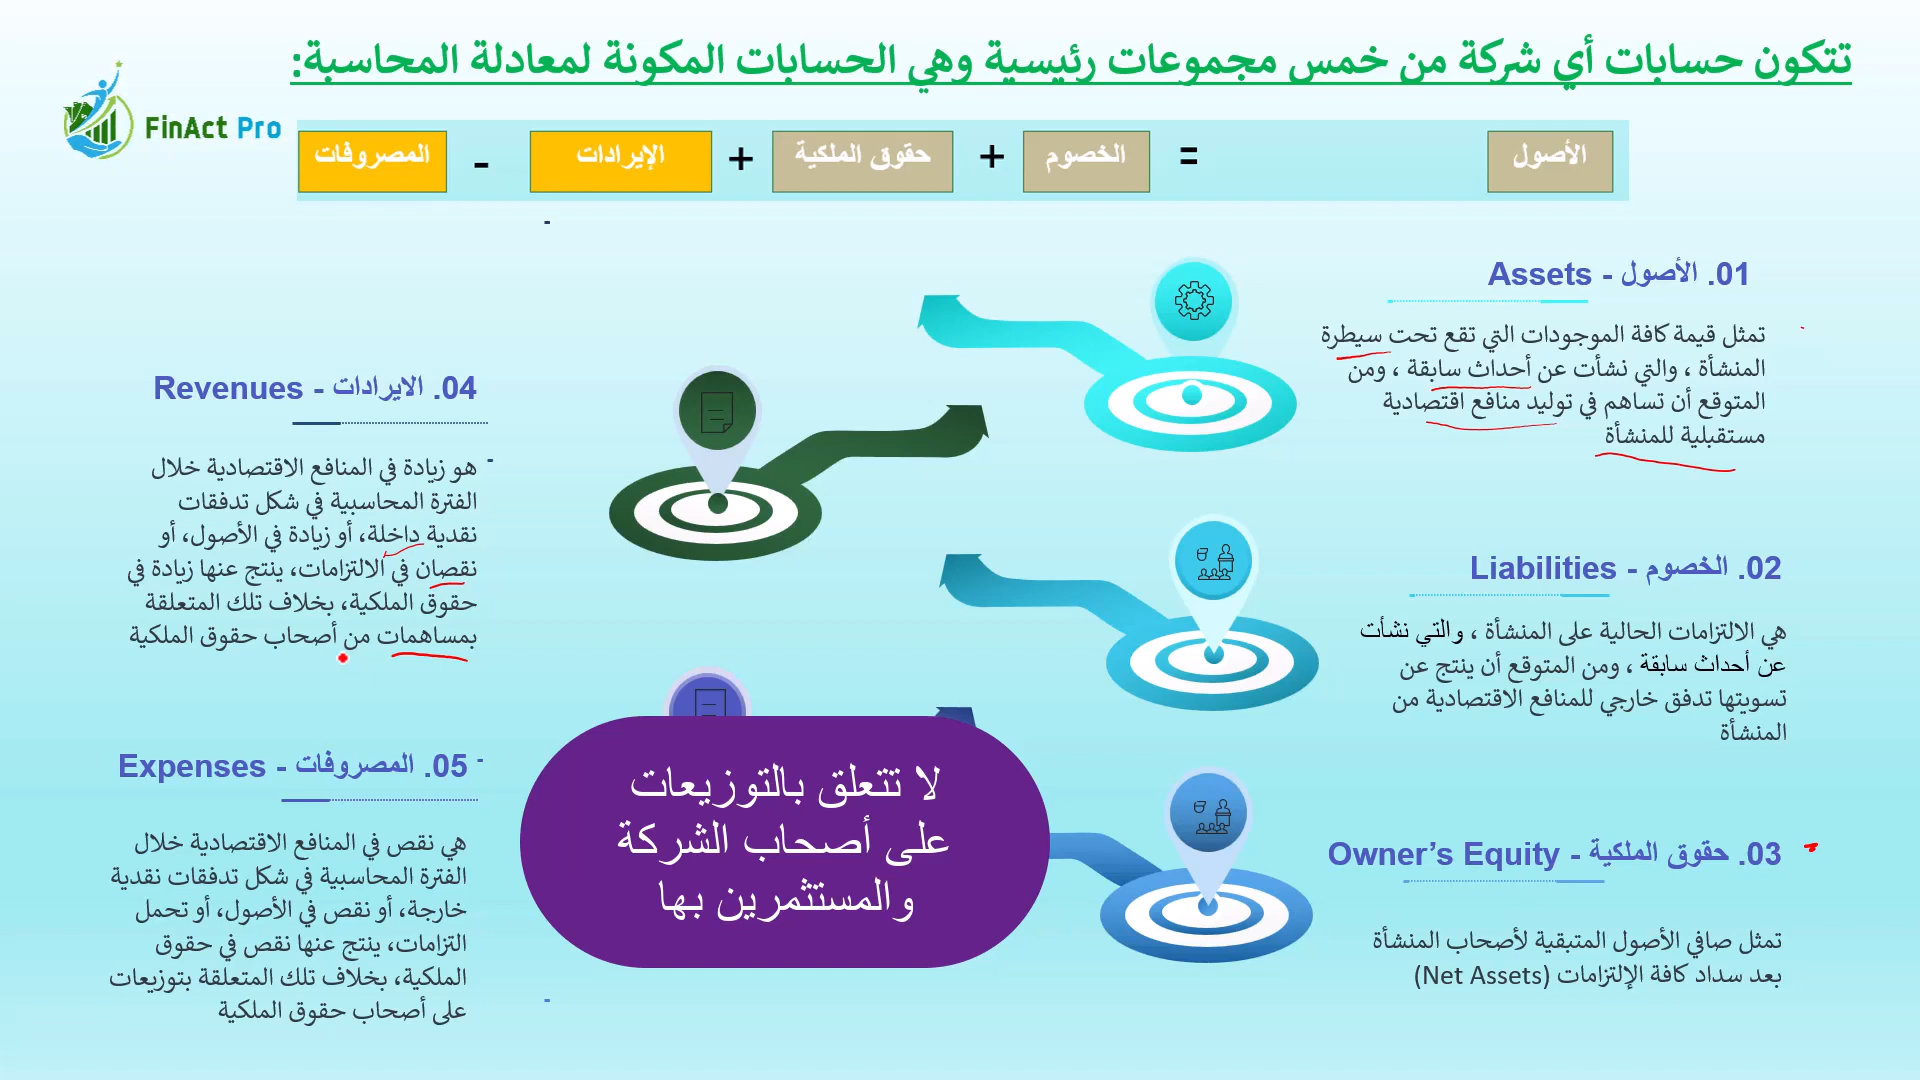 تتكون حسابات أي شركة من خمس مجموعات رئيسية وهي الحسابات المكونة لمعادلة المحاسبة:
FinAct Pro
الأصول = الخصوم + حقوق الملكية + الإيرادات - المصروفات
01. الأصول - Assets
تمثل قيمة كافة الموجودات التي تقع تحت سيطرة
المنشأة ، والتي نشأت عن أحداث سابقة ، ومن
المتوقع أن تساهم في توليد منافع اقتصادية
مستقبلية للمنشأة
02. الخصوم - Liabilities
هي الالتزامات الحالية على المنشأة ، والتي نشأت
عن أحداث سابقة ، ومن المتوقع أن ينتج عن
تسويتها تدفق خارجي للمنافع الاقتصادية من
المنشأة
03. حقوق الملكية - Owner’s Equity
تمثل صافي الأصول المتبقية لأصحاب المنشأة
بعد سداد كافة الإلتزامات (Net Assets)
04. الايرادات - Revenues
هو زيادة في المنافع الاقتصادية خلال
الفترة المحاسبية في شكل تدفقات
نقدية داخلة، أو زيادة في الأصول، أو
نقصان في الالتزامات، ينتج عنها زيادة في
حقوق الملكية، بخلاف تلك المتعلقة
بمساهمات من أصحاب حقوق الملكية
05. المصروفات - Expenses
هي نقص في المنافع الاقتصادية خلال
الفترة المحاسبية في شكل تدفقات نقدية
خارجة، أو نقص في الأصول، أو تحمل
التزامات، ينتج عنها نقص في حقوق
الملكية، بخلاف تلك المتعلقة بتوزيعات
على أصحاب حقوق الملكية
لا تتعلق بالتوزيعات
على أصحاب الشركة
والمستثمرين بها